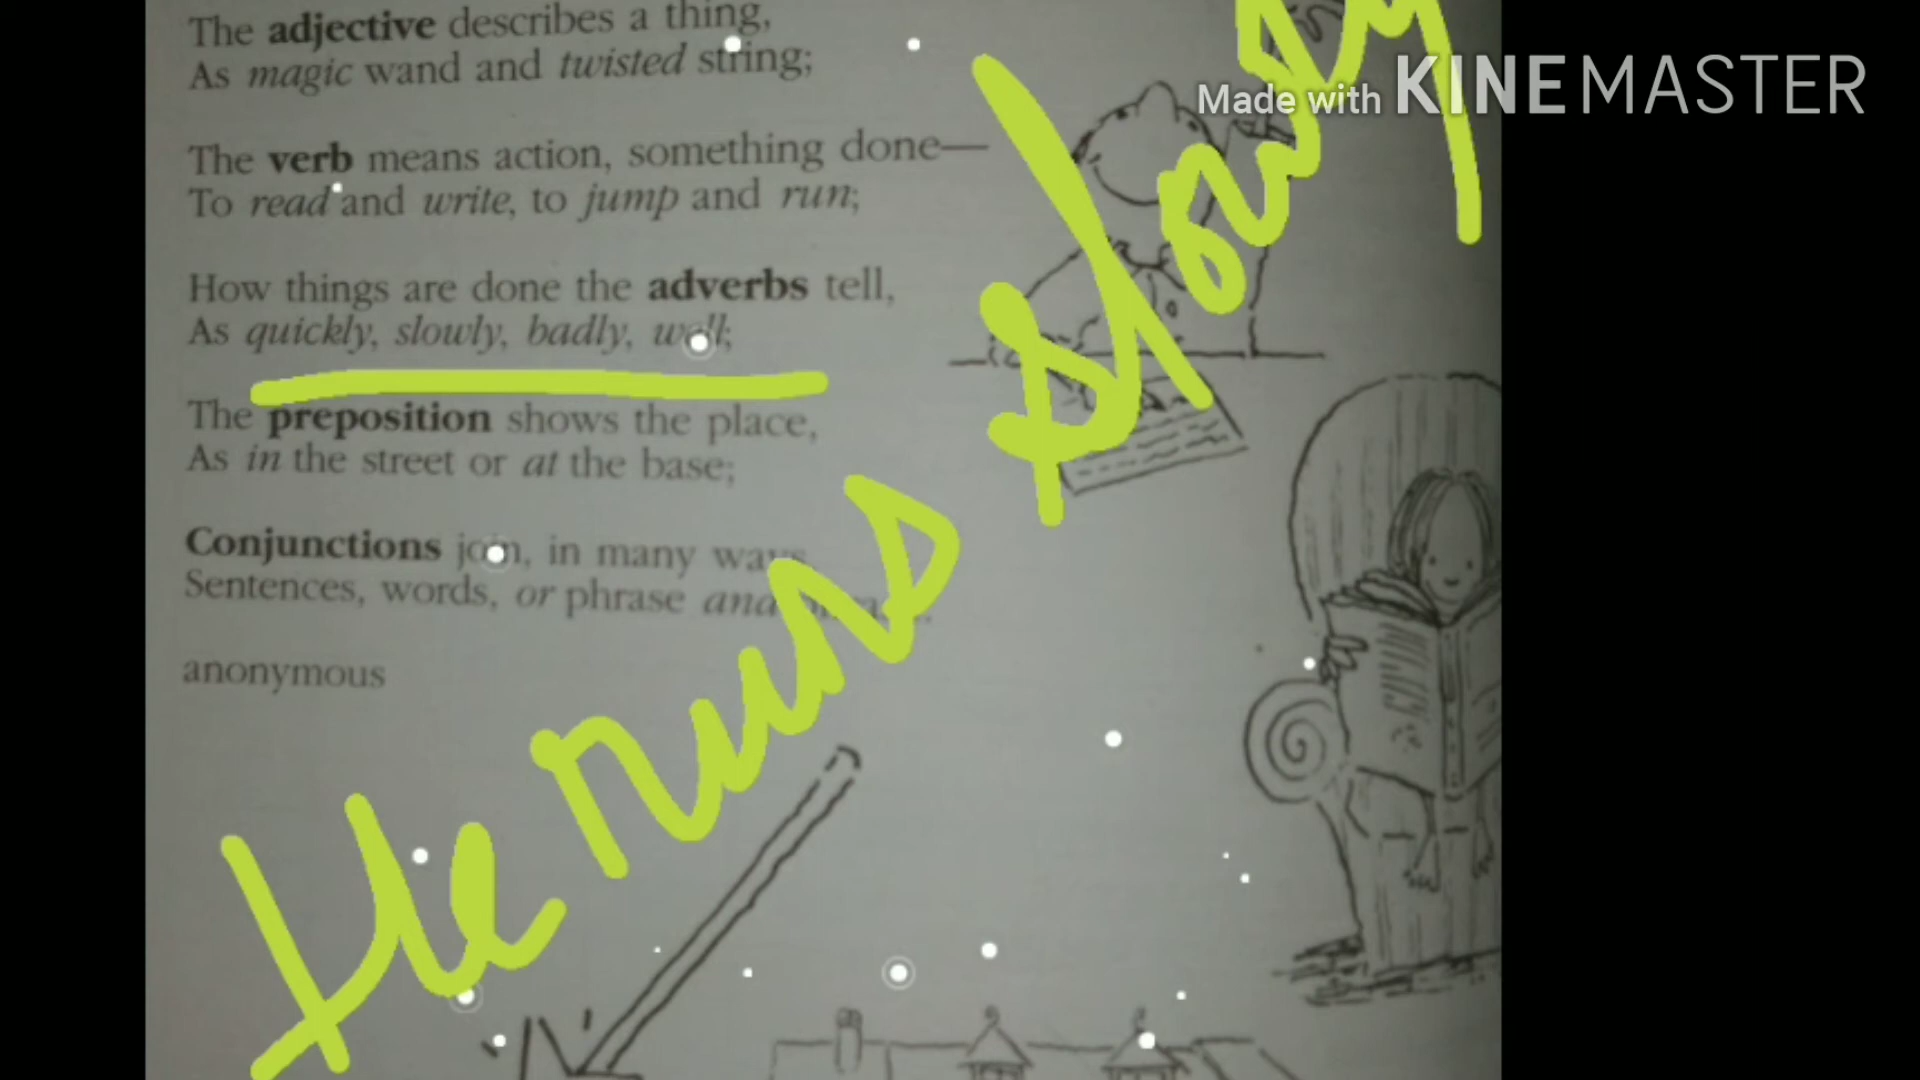 The adjective describes a thing,
As magic wand and twisted string;
Made with KINEMASTER
The verb means action, something done—
To read and write, to jump and run;
How things are done the adverbs tell,
As quickly, slowly, badly, well;
The preposition shows the place,
As in the street or at the base;
Conjunctions join, in many ways
Sentences, words, or phrase and
anonymous
He runs slowly